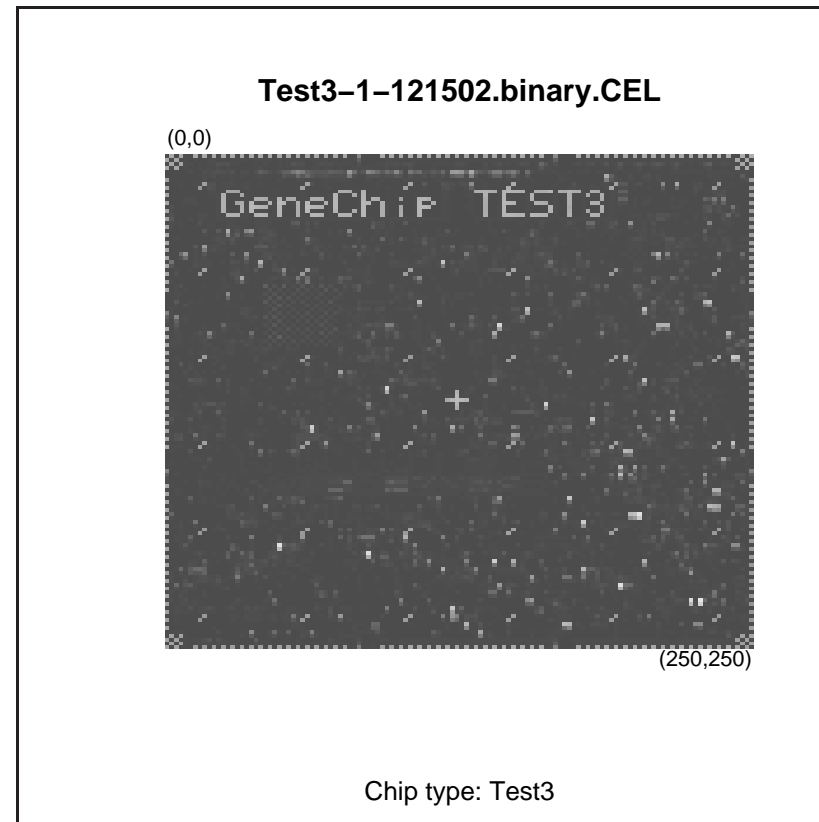 Test3−1−121502.binary.CEL
(0,0)
GeneChip TEST3
(250,250)
Chip type: Test3